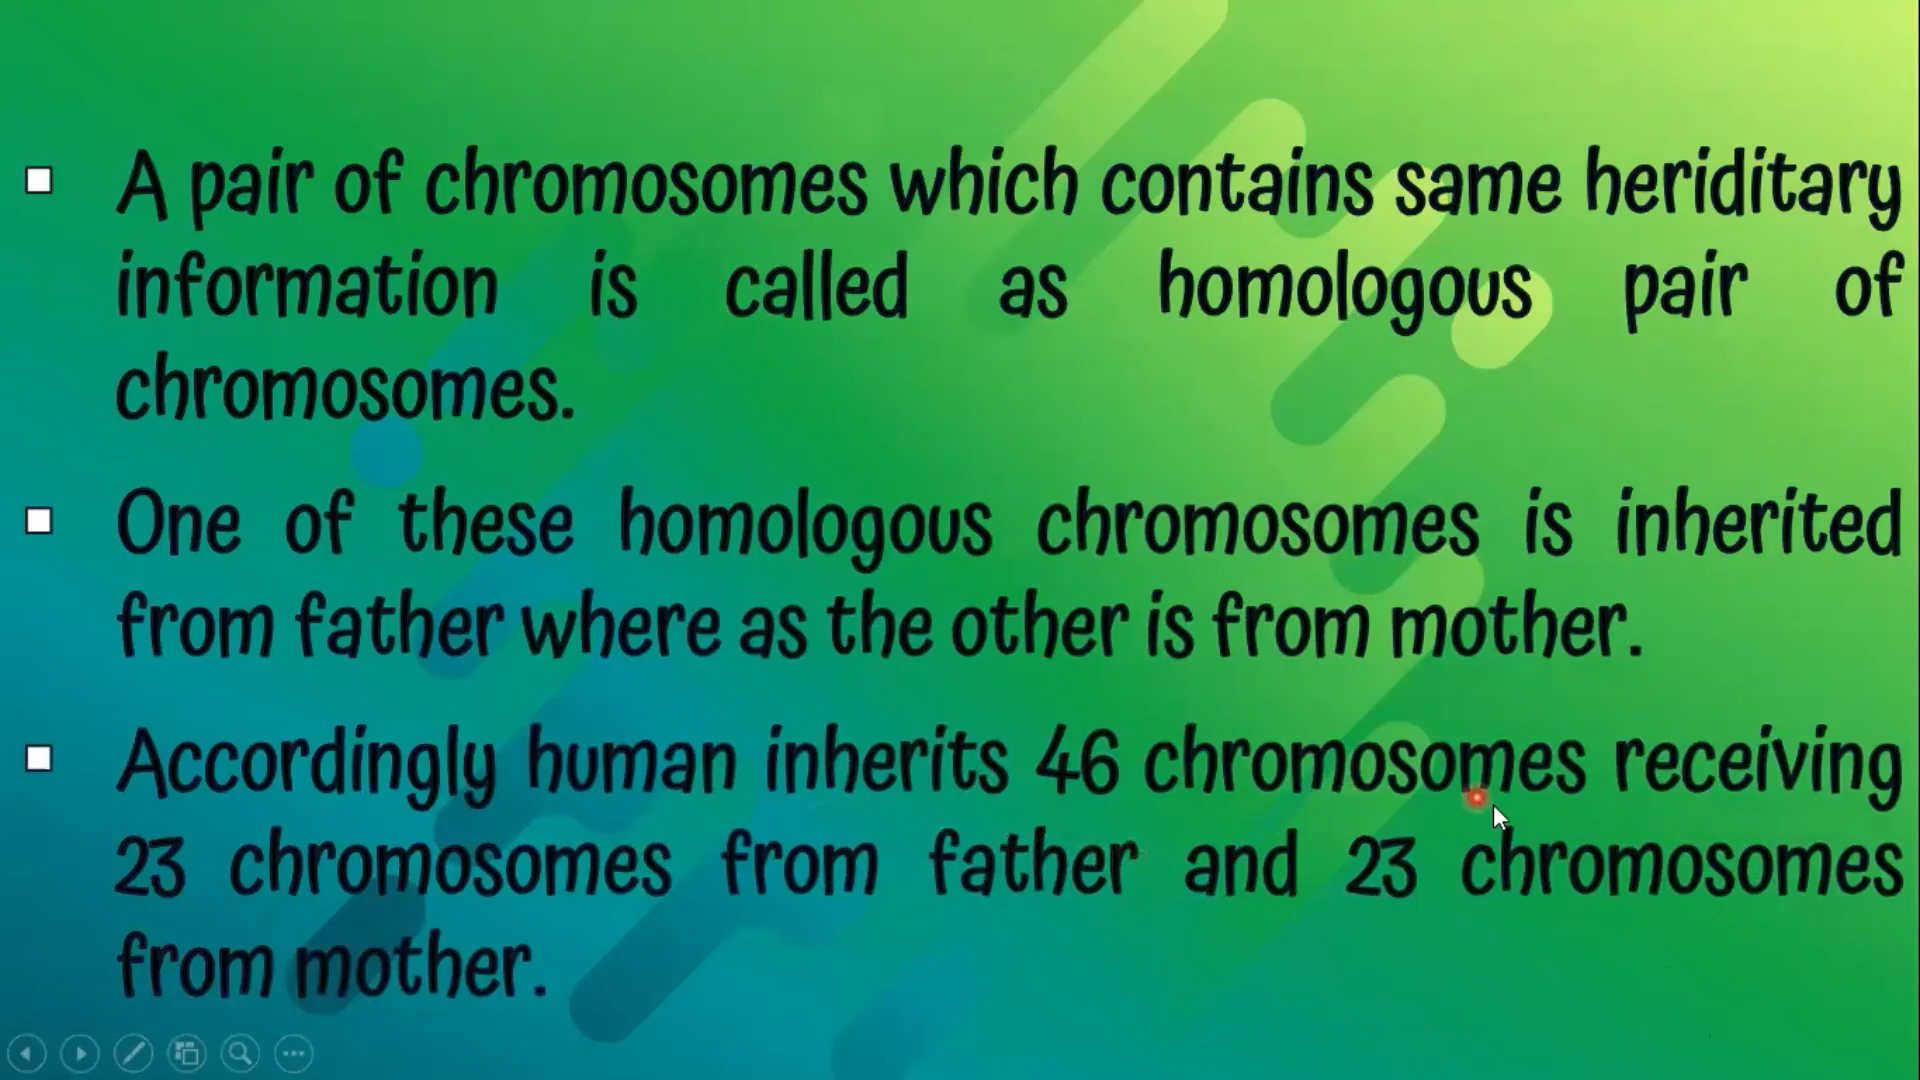 A pair of chromosomes which contains same heriditary
information is called as homologous pair of
chromosomes.
One of these homologous chromosomes is inherited
from father where as the other is from mother.
Accordingly human inherits 46 chromosomes receiving
23 chromosomes from father and 23 chromosomes
from mother.